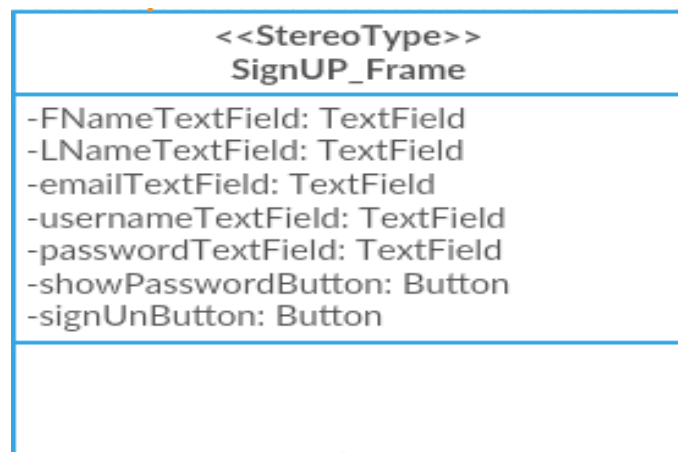 <<StereoType>>
SignUP_Frame
-FNameTextField: TextField
-LNameTextField: TextField
-emailTextField: TextField
-usernameTextField: TextField
-passwordTextField: TextField
-showPasswordButton: Button
-signUnButton: Button